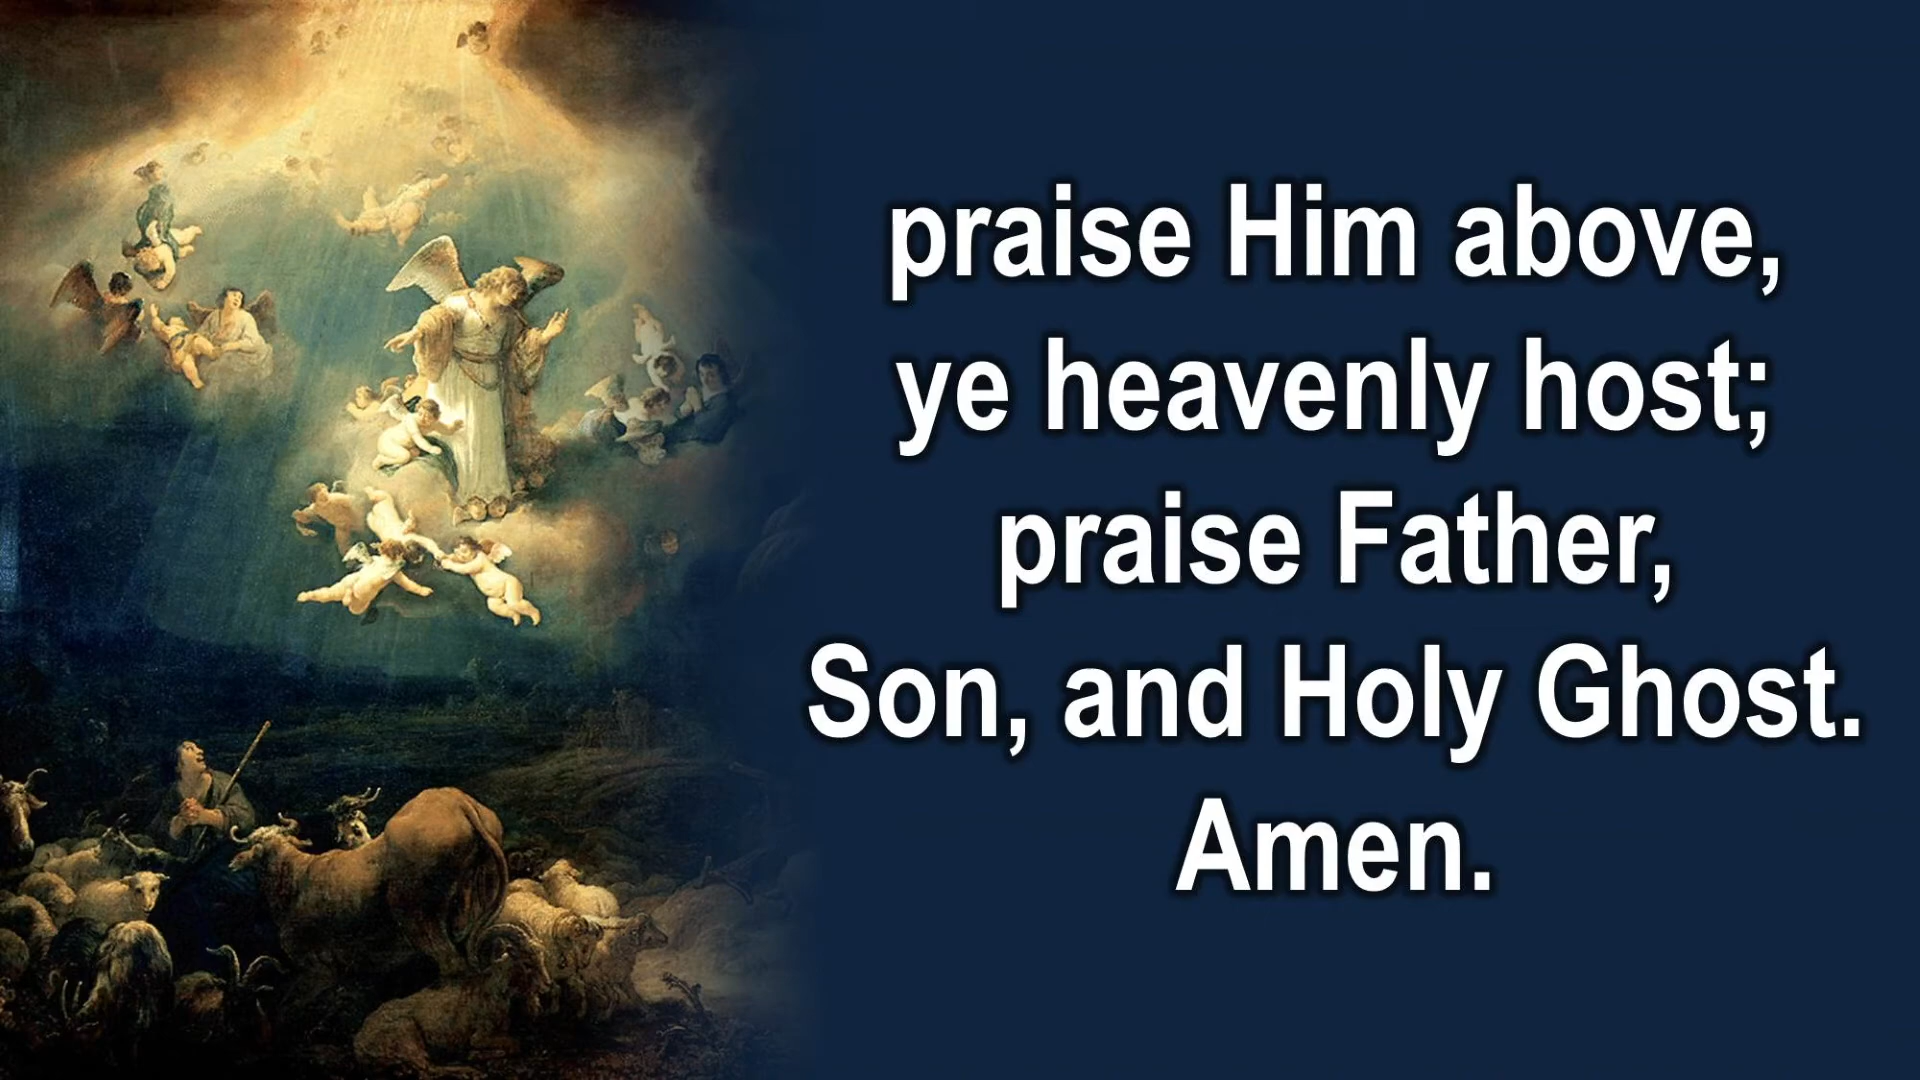 praise Him above,
ye heavenly host;
praise Father,
Son, and Holy Ghost.
Amen.